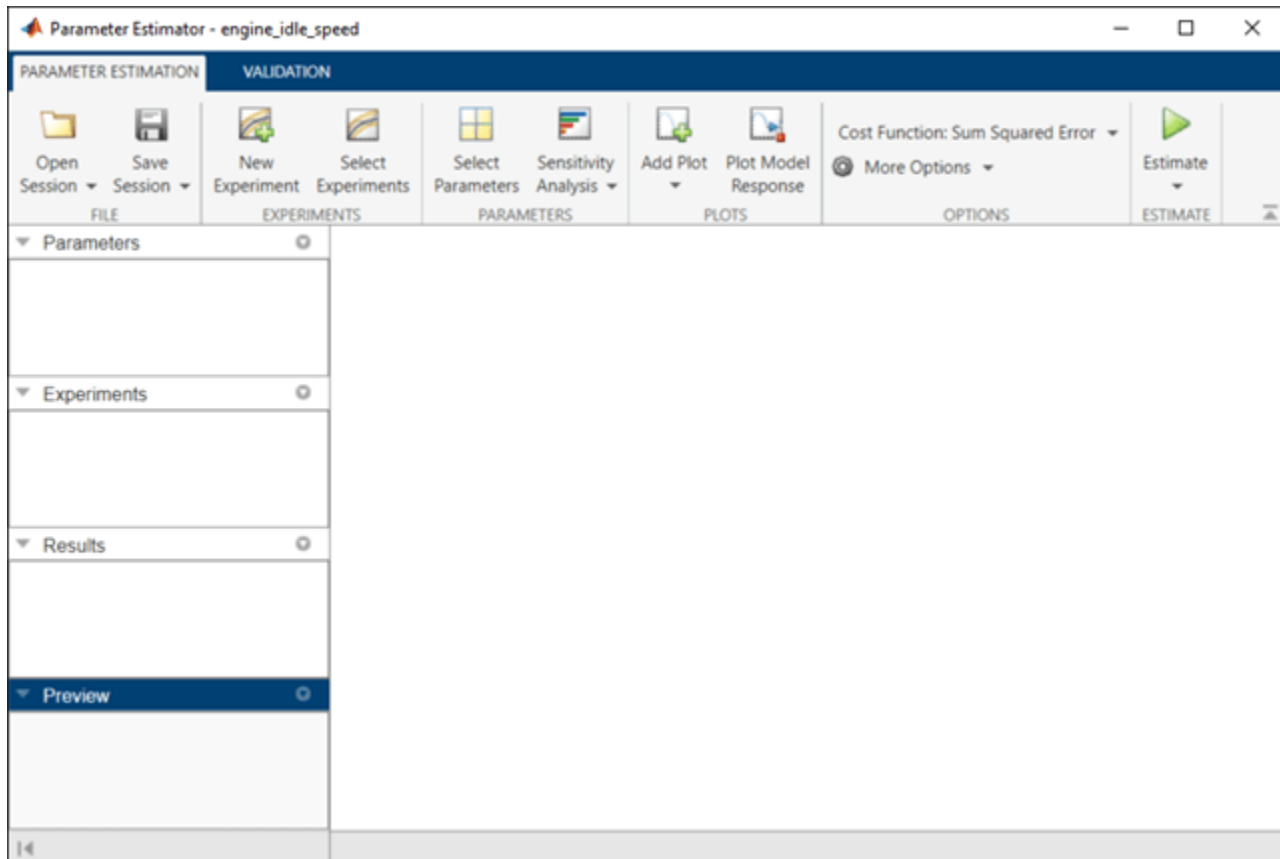 Parameter Estimator - engine_idle_speed
PARAMETER ESTIMATION VALIDATION
Open Session
Save Session
New Experiment
Select Experiments
Select Parameters
Sensitivity Analysis
Add Plot
Plot Model Response
Cost Function: Sum Squared Error
More Options
Estimate
FILE EXPERIMENTS PARAMETERS PLOTS OPTIONS ESTIMATE
Parameters
Experiments
Results
Preview